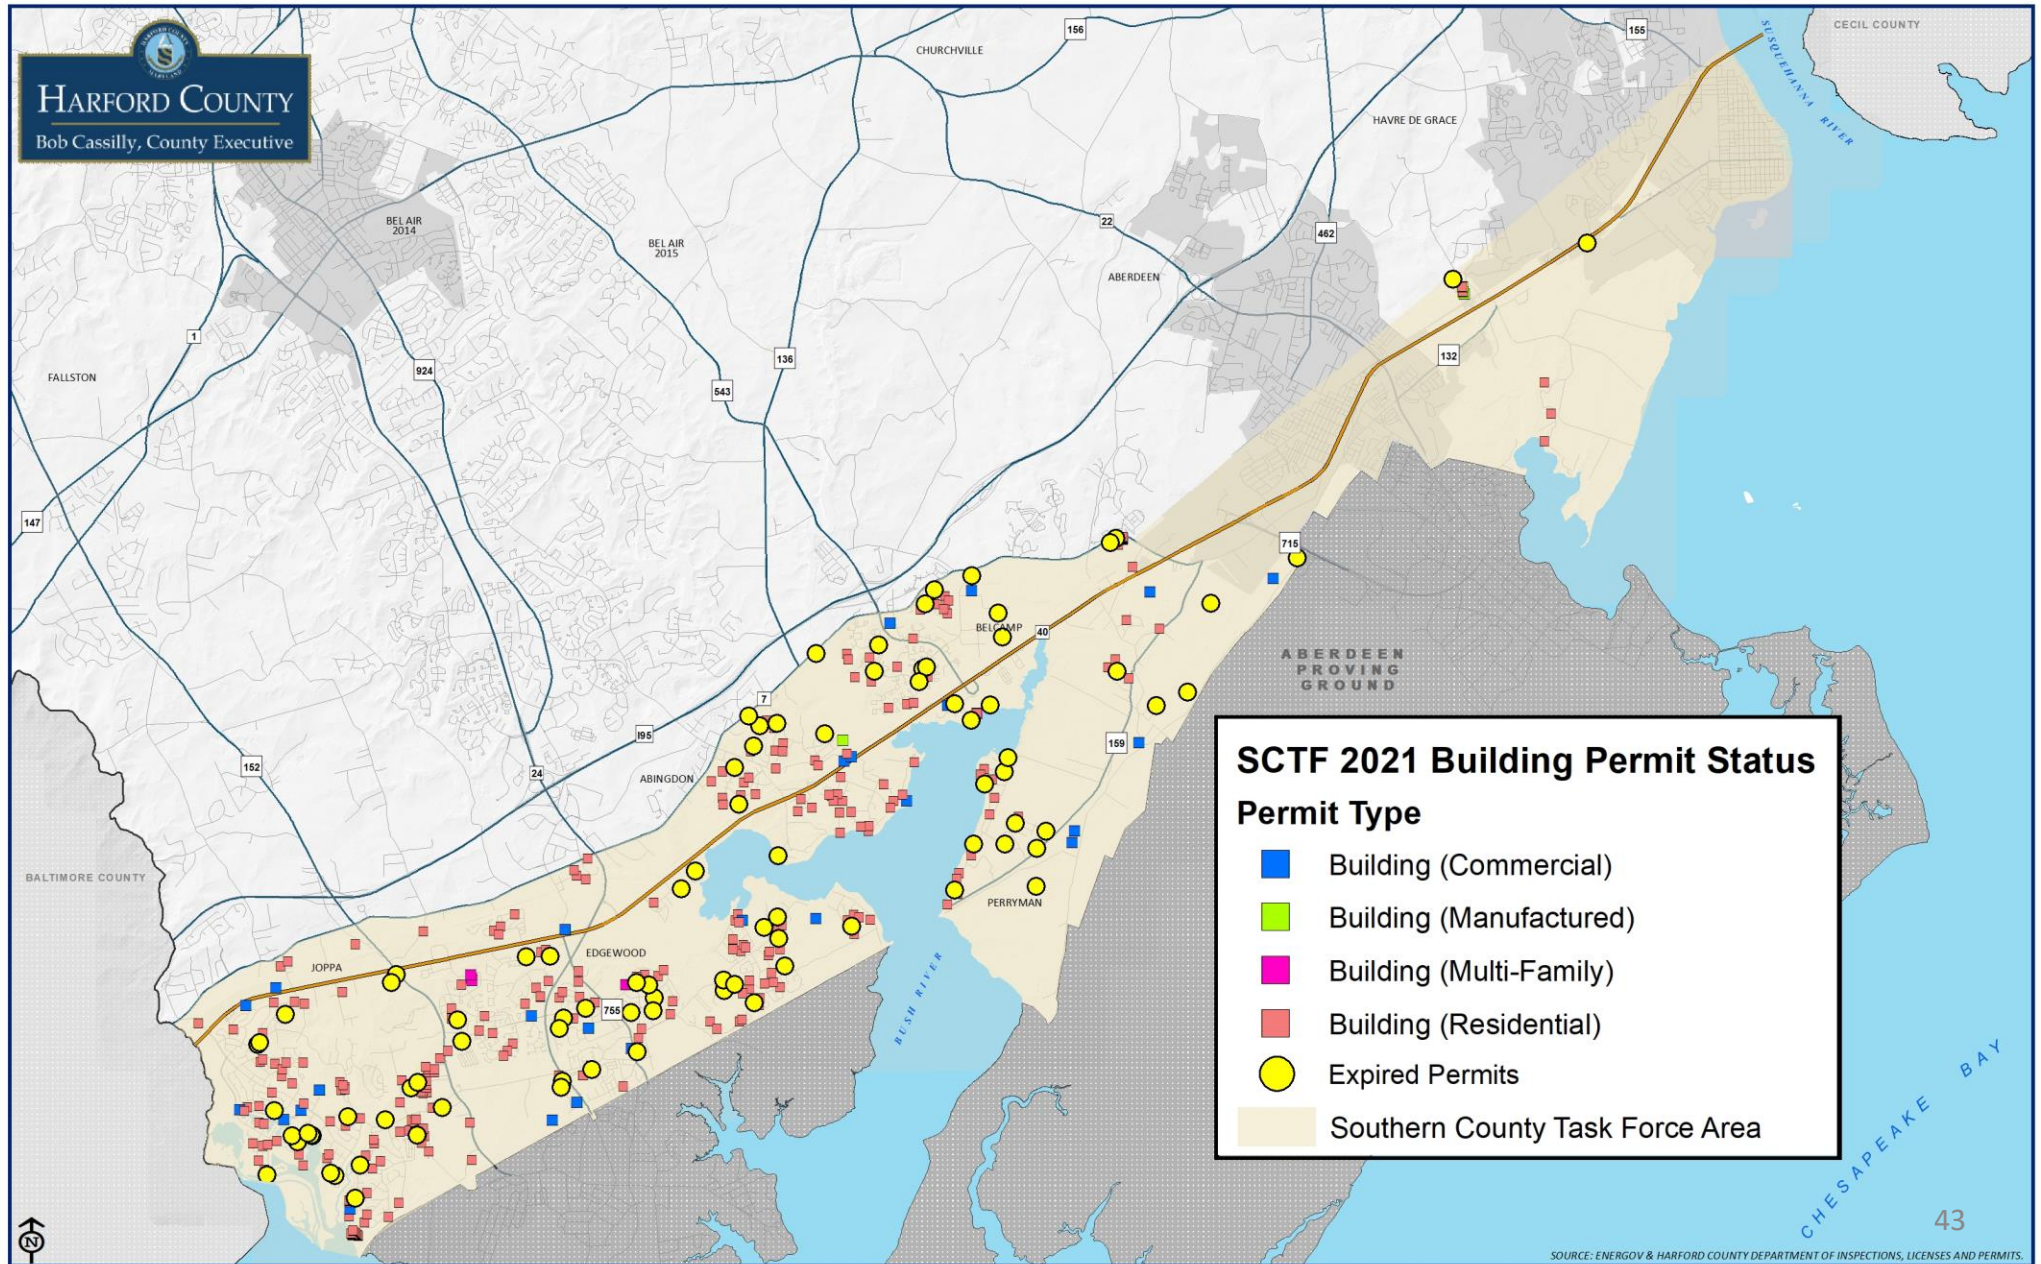 HARFORD COUNTY
MARYLAND
HARFORD COUNTY
Bob Cassilly, County Executive
CHURCHVILLE
156
155
CECIL COUNTY
SUSQUEHANNA RIVER
HAVRE DE GRACE
BEL AIR
2014
BEL AIR
2015
22
462
ABERDEEN
1
924
136
132
FALLSTON
543
147
715
BELCAMP
40
ABERDEEN
PROVING
GROUND
7
I95
159
152
24
ABINGDON
BALTIMORE COUNTY
PERRYMAN
EDGEWOOD
JOPPA
755
BUSH RIVER
SCTF 2021 Building Permit Status
Permit Type
Building (Commercial)
Building (Manufactured)
Building (Multi-Family)
Building (Residential)
Expired Permits
Southern County Task Force Area
CHESAPEAKE BAY
43
N
SOURCE: ENERGOV & HARFORD COUNTY DEPARTMENT OF INSPECTIONS, LICENSES AND PERMITS.